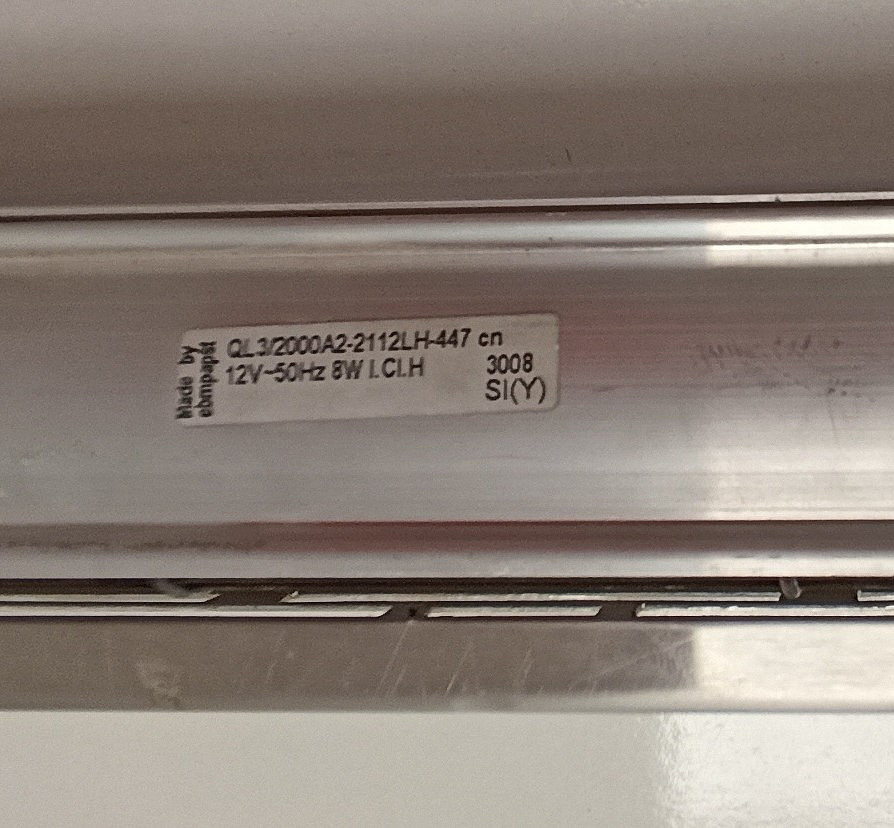 Made by
ebmpapst
QL3/2000A2-2112LH-447 cn
12V~50Hz 8W I.Cl.H 3008
SI(Y)